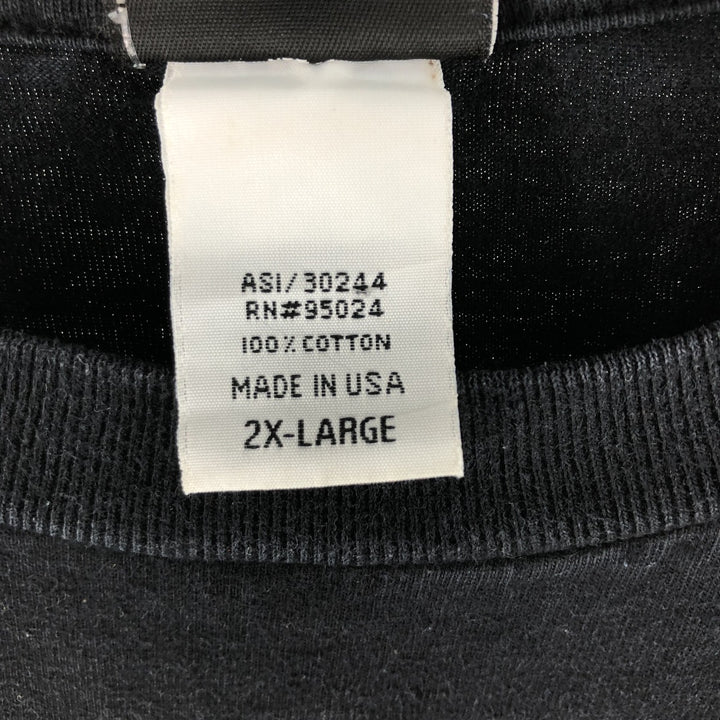 ASI/30244
RN#95024
100% COTTON
MADE IN USA
2X-LARGE